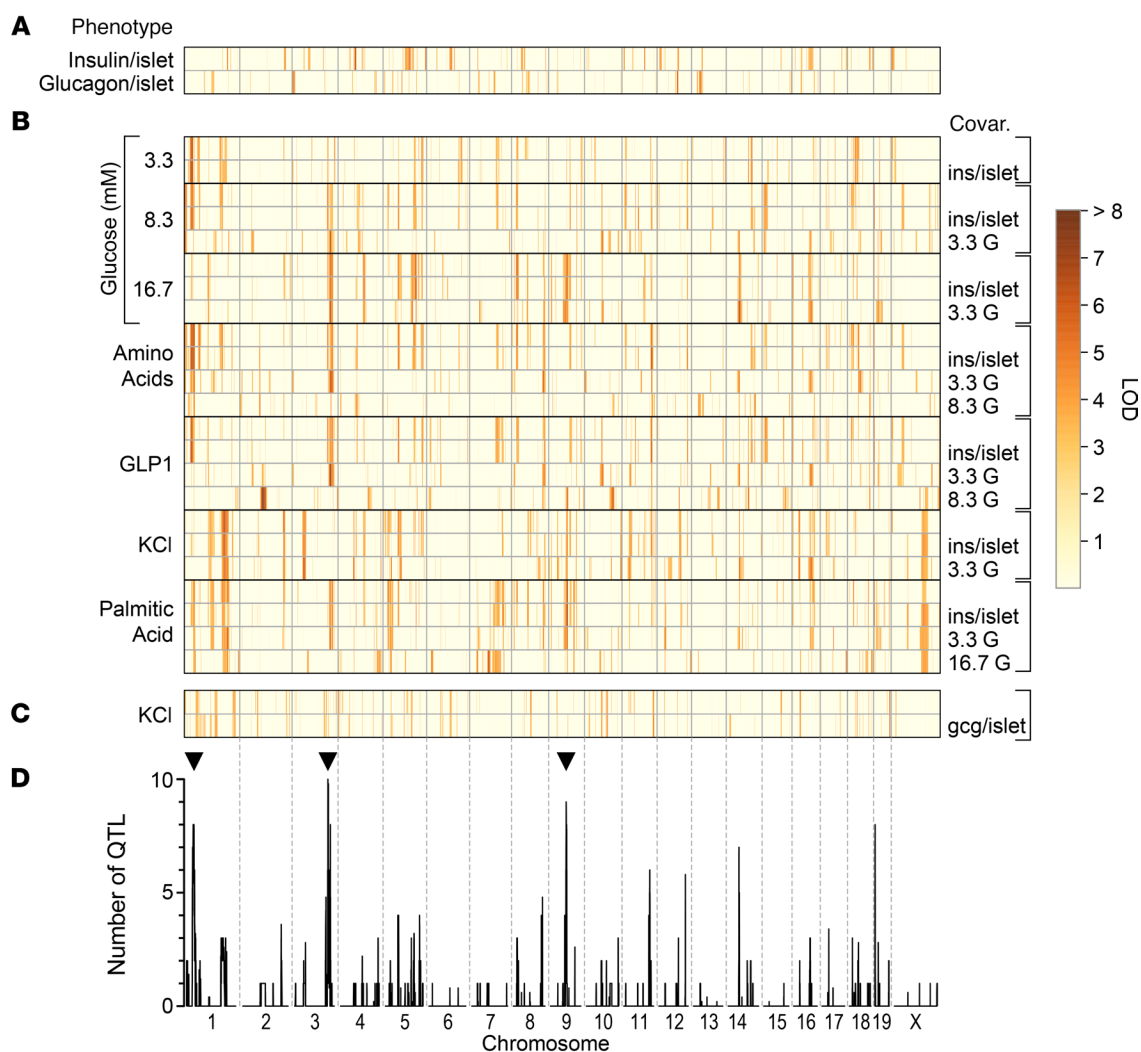 A
Phenotype
Insulin/islet
Glucagon/islet
B
Covar.
Glucose (mM)
3.3
ins/islet
8.3
ins/islet
3.3 G
16.7
ins/islet
3.3 G
Amino
Acids
ins/islet
3.3 G
8.3 G
GLP1
ins/islet
3.3 G
8.3 G
KCl
ins/islet
3.3 G
Palmitic
Acid
ins/islet
3.3 G
16.7 G
> 8
7
6
5
4
3
2
1
LOD
C
KCl
gcg/islet
D
Number of QTL
10
5
0
1 2 3 4 5 6 7 8 9 10 11 12 13 14 15 16 17 18 19 X
Chromosome